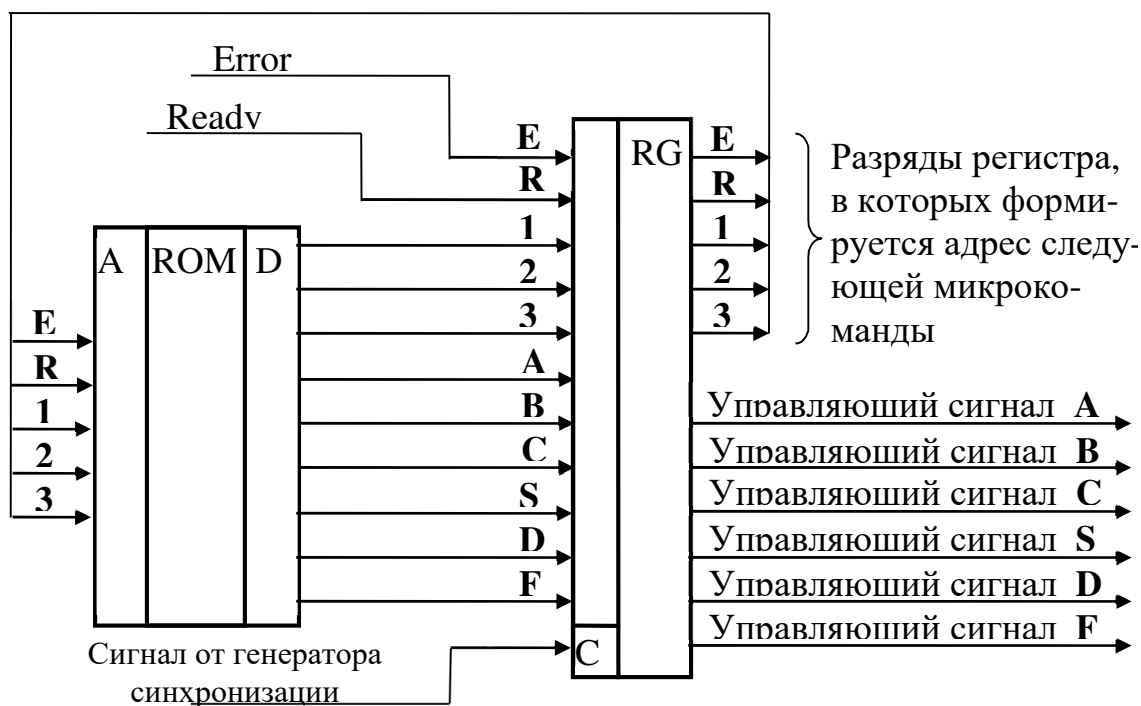 Error
Ready
E
R
1
2
3
A
B
C
S
D
F
RG
E
R
1
2
3
Разряды регистра,
в которых форми-
руется адрес следу-
ющей микроко-
манды
A ROM D
E
R
1
2
3
Управляющий сигнал A
Управляющий сигнал B
Управляющий сигнал C
Управляющий сигнал S
Управляющий сигнал D
Управляющий сигнал F
C
Сигнал от генератора
синхронизации